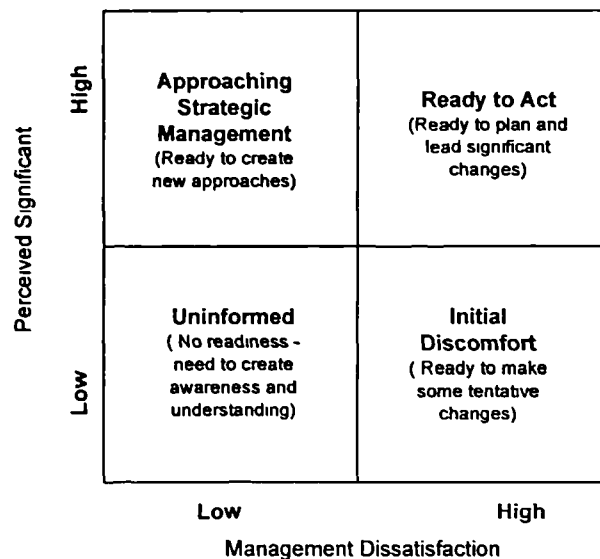 High
Low
Perceived Significant
Approaching
Strategic
Management
(Ready to create
new approaches)
Ready to Act
(Ready to plan and
lead significant
changes)
Uninformed
( No readiness -
need to create
awareness and
understanding)
Initial
Discomfort
( Ready to make
some tentative
changes)
Low
High
Management Dissatisfaction